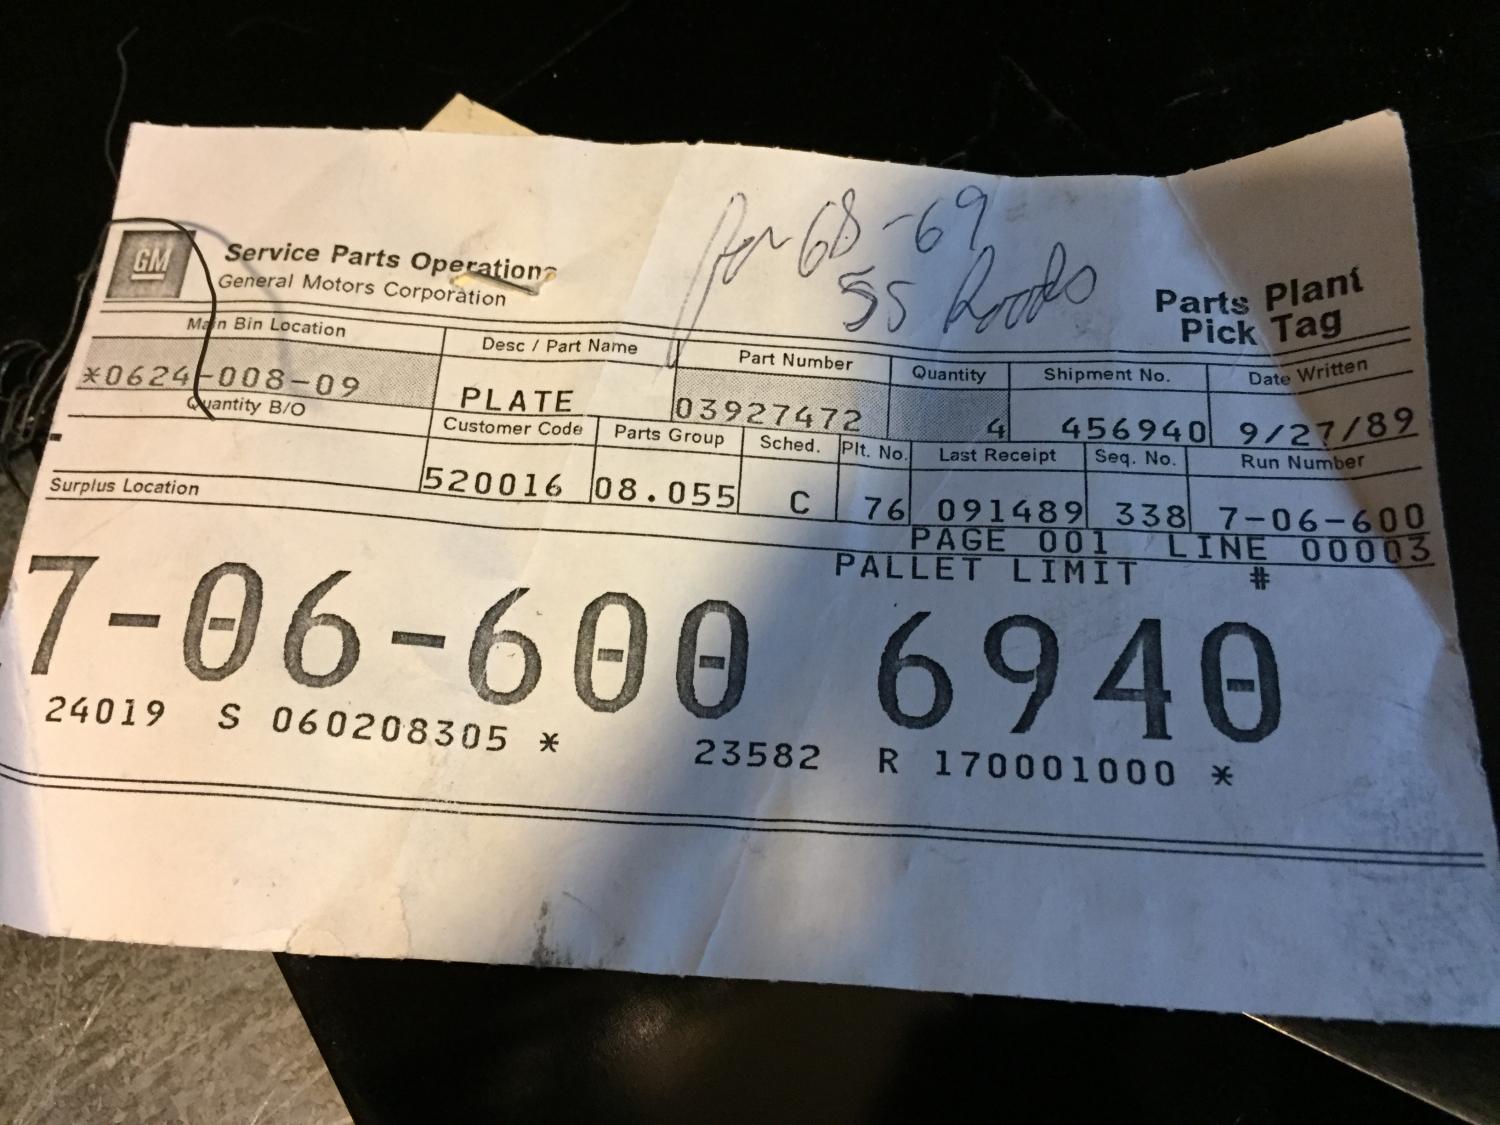 for 68-69
SS Hoods
GM
Service Parts Operations
General Motors Corporation
Parts Plant
Pick Tag
Main Bin Location
Desc / Part Name
Part Number
Quantity
Shipment No.
Date Written
*0624-008-09
PLATE
03927472
4
456940
9/27/89
Quantity B/O
Customer Code
Parts Group
Sched.
Plt. No.
Last Receipt
Seq. No.
Run Number
520016
08.055
C
76
091489
338
7-06-600
Surplus Location
PAGE 001 LINE 00003
PALLET LIMIT #
7-06-600 6940
24019 S 060208305 *
23582 R 170001000 *